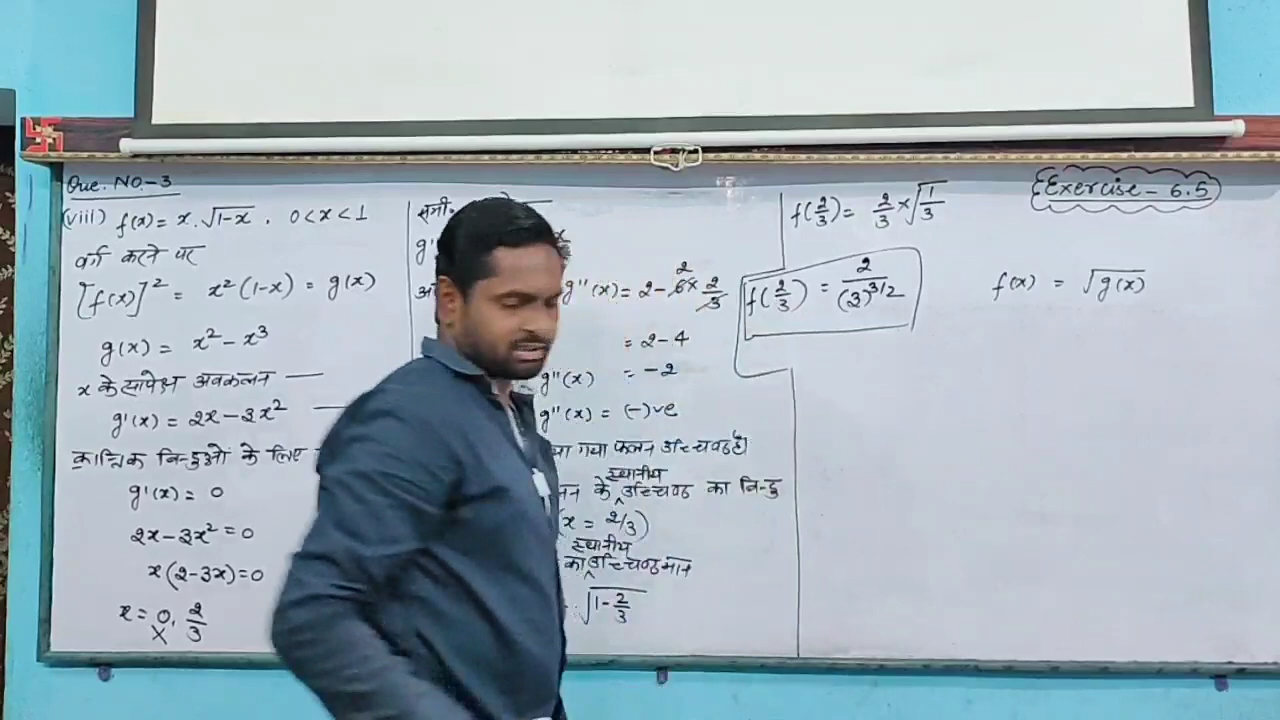 Que. NO.-3
(viii) f(x) = x.√1-x . 0<x<1
वर्ग करने पर
[f(x)]² = x²(1-x) = g(x)
g(x) = x² - x³
x के सापेक्ष अवकलन —
g'(x) = 2x - 3x² —
क्रान्तिक बिन्दुओं के लिए
g'(x) = 0
2x - 3x² = 0
x(2-3x)=0
x = 0, 2/3
X
समी.
g'
g''(x) = 2 - 6x 2/3
2
= 2-4
g''(x) = -2
g''(x) = (-)ve
गया फलन उच्चिष्ठ है।
स्थानीय
के ^ उच्चिष्ठ का बिन्दु
(x = 2/3)
स्थानीय
का ^ उच्चिष्ठ मान
√1-2/3
f(2/3) = 2/3 × √1/3
f(2/3) = 2/(3)^3/2
Exercise - 6.5
f(x) = √g(x)